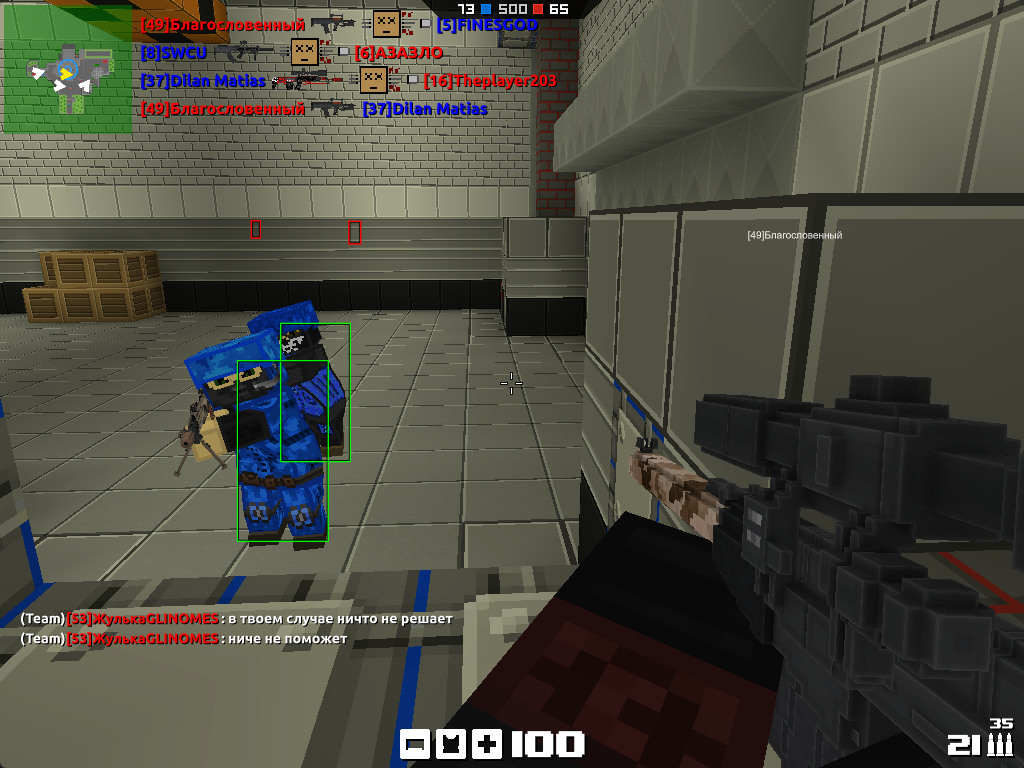 13 500 65
[49]Благословенный [5]FINESGOD
[8]SWCU [6]АЗАЗЛО
[37]Dilan Matias [16]Theplayer203
[49]Благословенный [37]Dilan Matias
[49]Благословенный
(Team)[53]ЖулькаGLINOMES: в твоем случае ничто не решает
(Team)[53]ЖулькаGLINOMES: ниче не поможет
100
35
21